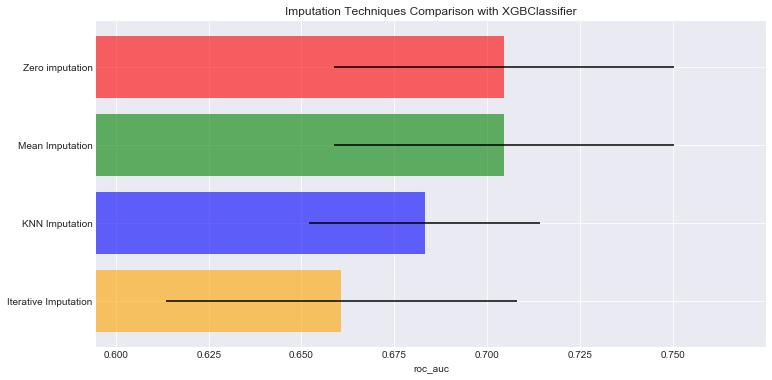 Imputation Techniques Comparison with XGBClassifier
Zero imputation
Mean Imputation
KNN Imputation
Iterative Imputation
0.600 0.625 0.650 0.675 0.700 0.725 0.750
roc_auc